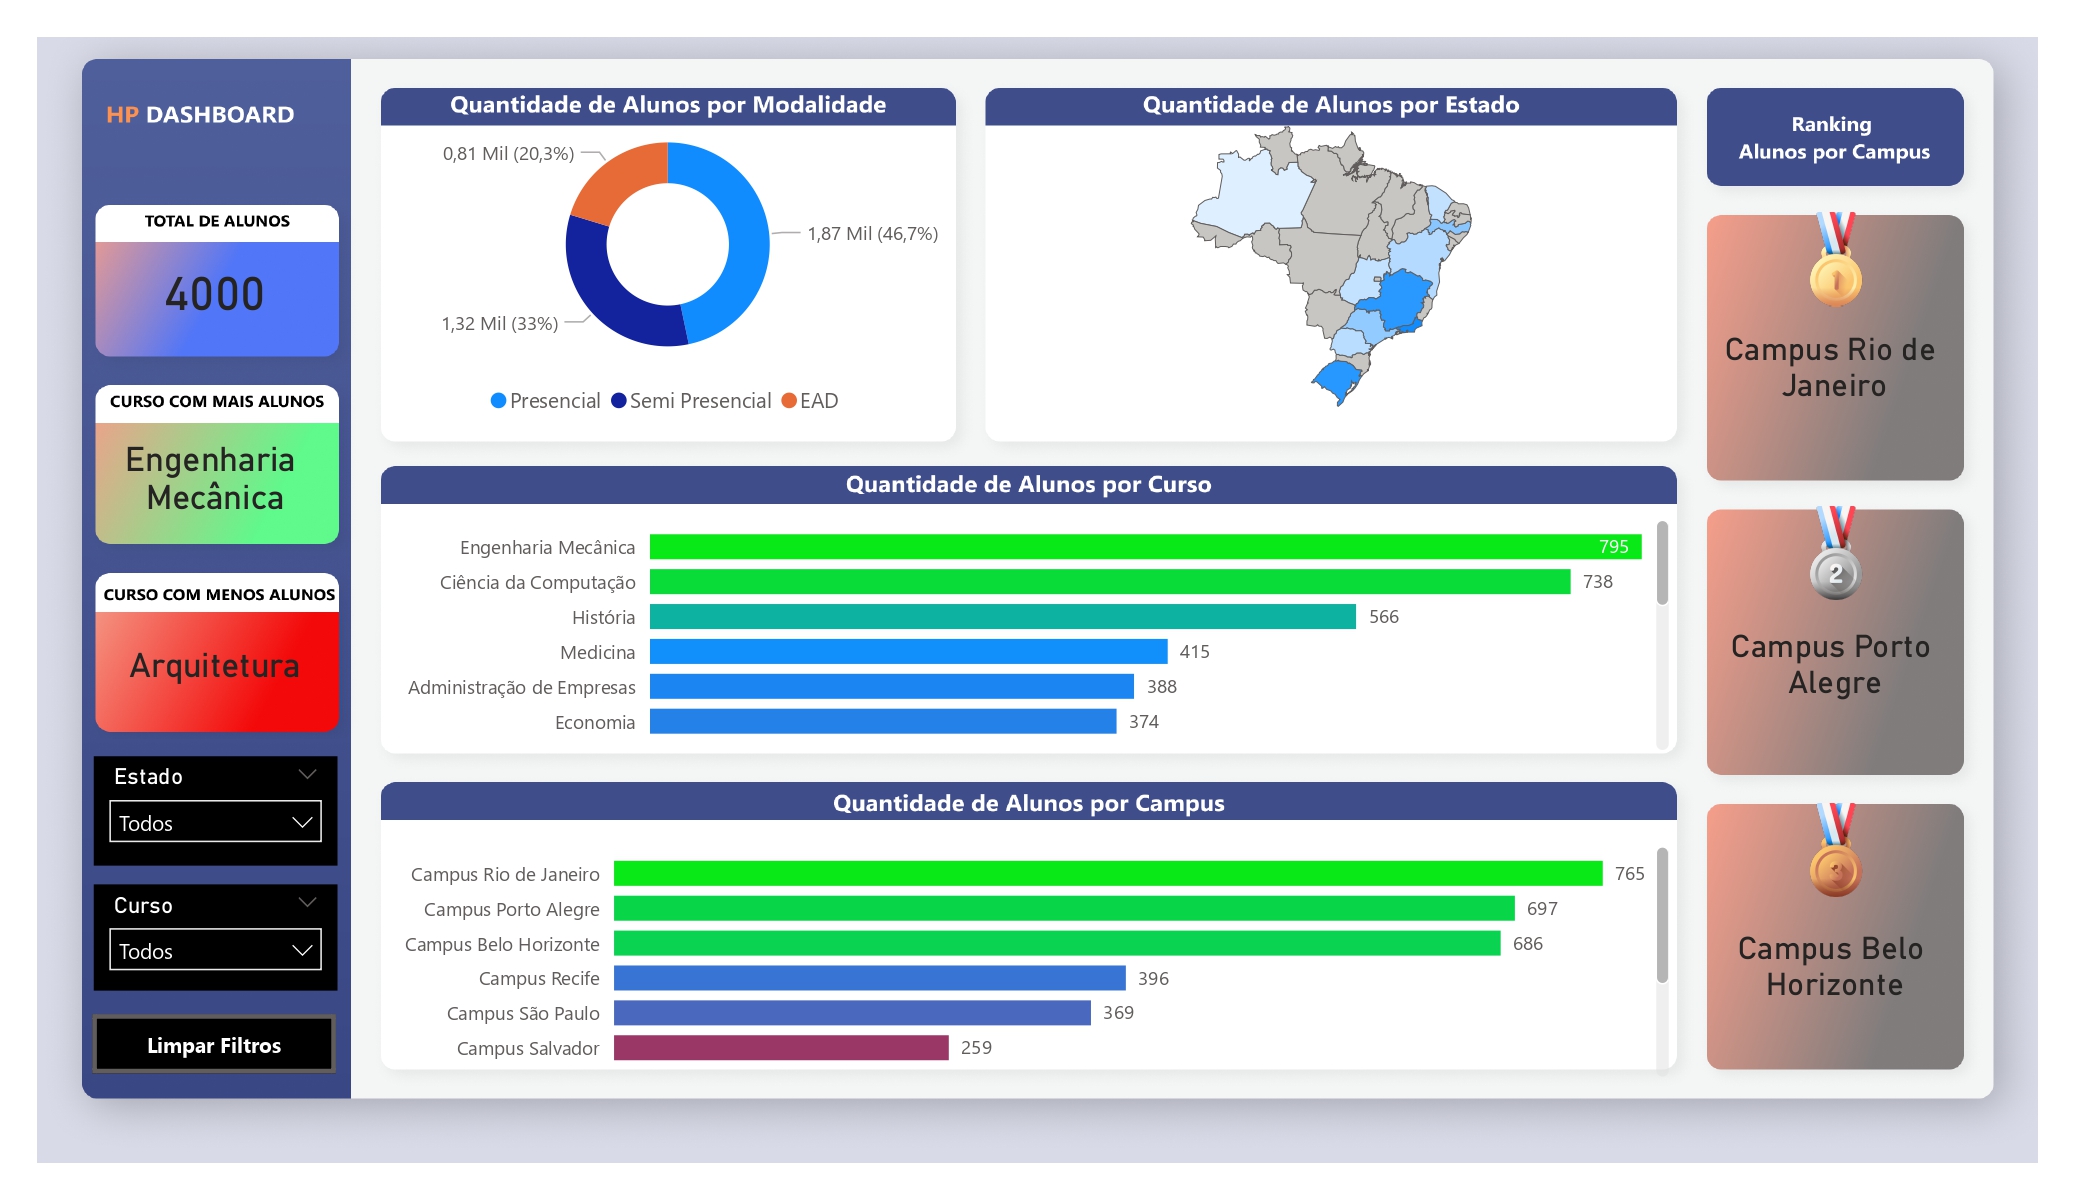 HP DASHBOARD
TOTAL DE ALUNOS
4000
CURSO COM MAIS ALUNOS
Engenharia
Mecânica
CURSO COM MENOS ALUNOS
Arquitetura
Estado
Todos
Curso
Todos
Limpar Filtros
Quantidade de Alunos por Modalidade
0,81 Mil (20,3%)
1,87 Mil (46,7%)
1,32 Mil (33%)
Presencial Semi Presencial EAD
Quantidade de Alunos por Estado
Quantidade de Alunos por Curso
Engenharia Mecânica 795
Ciência da Computação 738
História 566
Medicina 415
Administração de Empresas 388
Economia 374
Quantidade de Alunos por Campus
Campus Rio de Janeiro 765
Campus Porto Alegre 697
Campus Belo Horizonte 686
Campus Recife 396
Campus São Paulo 369
Campus Salvador 259
Ranking
Alunos por Campus
1
Campus Rio de
Janeiro
2
Campus Porto
Alegre
3
Campus Belo
Horizonte